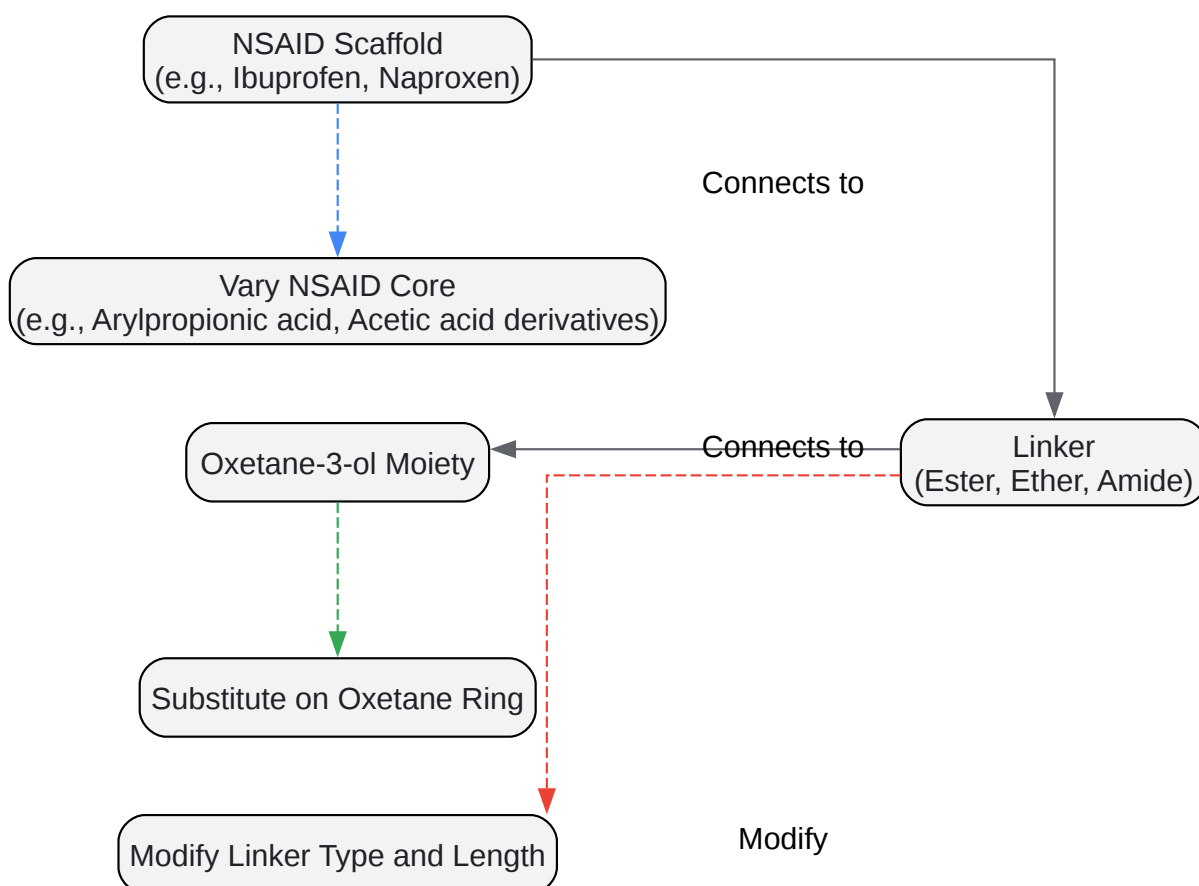 NSAID Scaffold
(e.g., Ibuprofen, Naproxen)
Connects to
Vary NSAID Core
(e.g., Arylpropionic acid, Acetic acid derivatives)
Oxetane-3-ol Moiety
Connects to
Linker
(Ester, Ether, Amide)
Substitute on Oxetane Ring
Modify Linker Type and Length
Modify